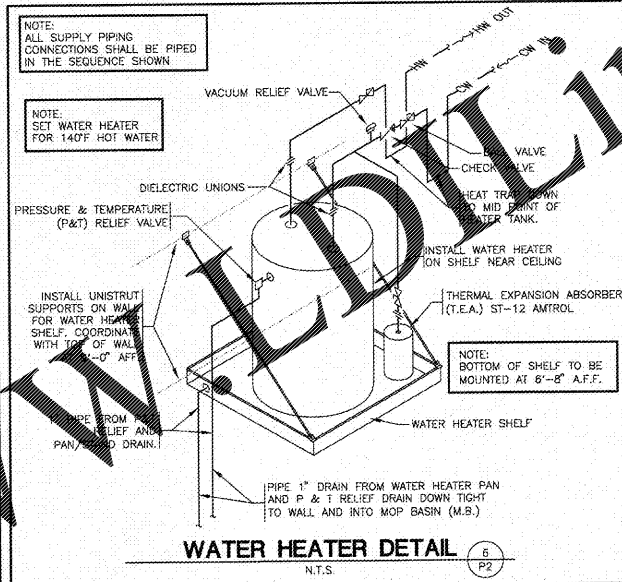 NOTE:
ALL SUPPLY PIPING
CONNECTIONS SHALL BE PIPED
IN THE SEQUENCE SHOWN
HW OUT
HW
CW IN
CW
VACUUM RELIEF VALVE
NOTE:
SET WATER HEATER
FOR 140°F HOT WATER
VALVE
CHECK VALVE
DIELECTRIC UNIONS
HEAT TRAP DOWN
TO MID POINT OF
HEATER TANK.
PRESSURE & TEMPERATURE
(P&T) RELIEF VALVE
INSTALL WATER HEATER
ON SHELF NEAR CEILING
INSTALL UNISTRUT
SUPPORTS ON WALL
FOR WATER HEATER
SHELF. COORDINATE
WITH TOP OF WALL
AFF
THERMAL EXPANSION ABSORBER
(T.E.A.) ST-12 AMTROL
NOTE:
BOTTOM OF SHELF TO BE
MOUNTED AT 6'-8" A.F.F.
PIPE FROM
RELIEF AND
PAN/ DRAIN.
WATER HEATER SHELF
PIPE 1" DRAIN FROM WATER HEATER PAN
AND P & T RELIEF DRAIN DOWN TIGHT
TO WALL AND INTO MOP BASIN (M.B.)
WATER HEATER DETAIL
N.T.S.
6
P2